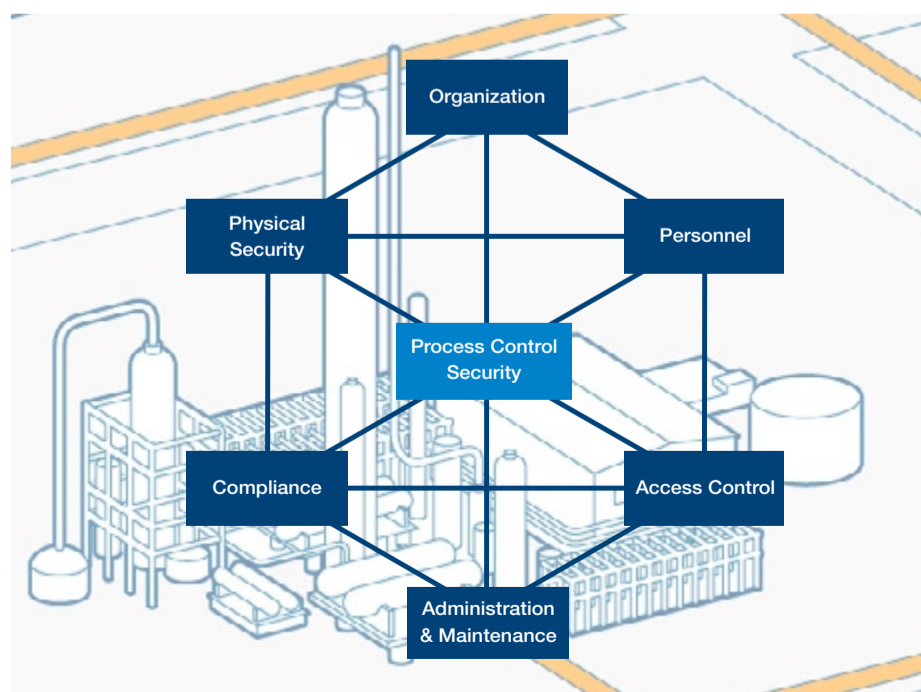 Organization
Physical
Security
Personnel
Process Control
Security
Compliance
Access Control
Administration
& Maintenance